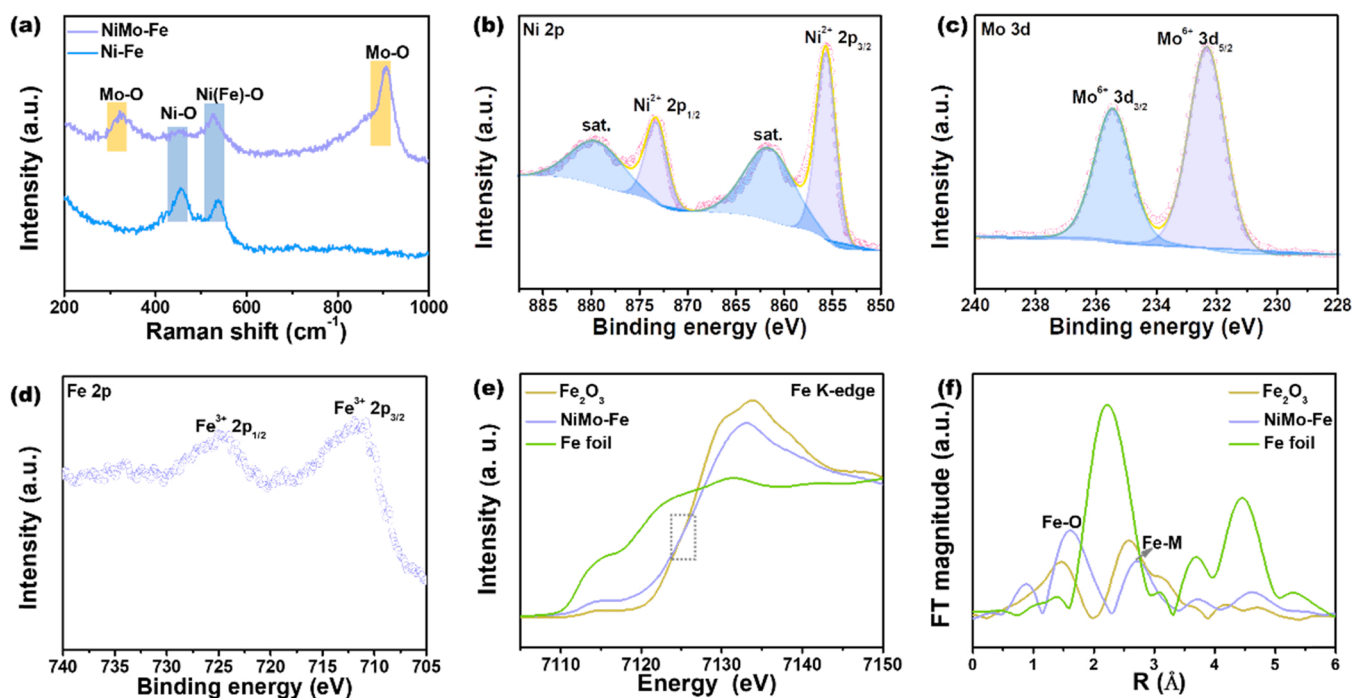 (a)
NiMo-Fe
Ni-Fe
Mo-O
Mo-O
Ni-O
Ni(Fe)-O
Intensity (a.u.)
200 400 600 800 1000
Raman shift (cm⁻¹)
(b) Ni 2p
Ni²⁺ 2p₃/₂
Ni²⁺ 2p₁/₂
sat.
sat.
Intensity (a.u.)
885 880 875 870 865 860 855 850
Binding energy (eV)
(c) Mo 3d
Mo⁶⁺ 3d₅/₂
Mo⁶⁺ 3d₃/₂
Intensity (a.u.)
240 238 236 234 232 230 228
Binding energy (eV)
(d) Fe 2p
Fe³⁺ 2p₁/₂
Fe³⁺ 2p₃/₂
Intensity (a.u.)
740 735 730 725 720 715 710 705
Binding energy (eV)
(e)
Fe₂O₃
NiMo-Fe
Fe foil
Fe K-edge
Intensity (a. u.)
7110 7120 7130 7140 7150
Energy (eV)
(f)
Fe₂O₃
NiMo-Fe
Fe foil
Fe-O
Fe-M
FT magnitude (a.u.)
0 1 2 3 4 5 6
R (Å)